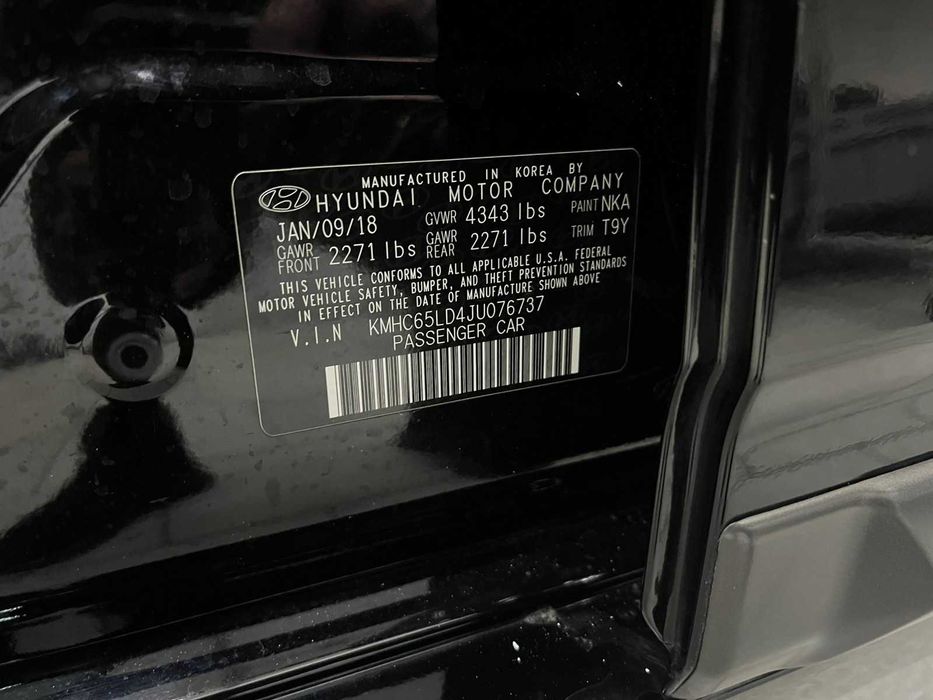 MANUFACTURED IN KOREA BY
HYUNDAI MOTOR COMPANY
JAN/09/18 GVWR 4343 lbs PAINT NKA
GAWR FRONT 2271 lbs GAWR REAR 2271 lbs TRIM T9Y
THIS VEHICLE CONFORMS TO ALL APPLICABLE U.S.A. FEDERAL
MOTOR VEHICLE SAFETY, BUMPER, AND THEFT PREVENTION STANDARDS
IN EFFECT ON THE DATE OF MANUFACTURE SHOWN ABOVE
V.I.N KMHC65LD4JU076737
PASSENGER CAR